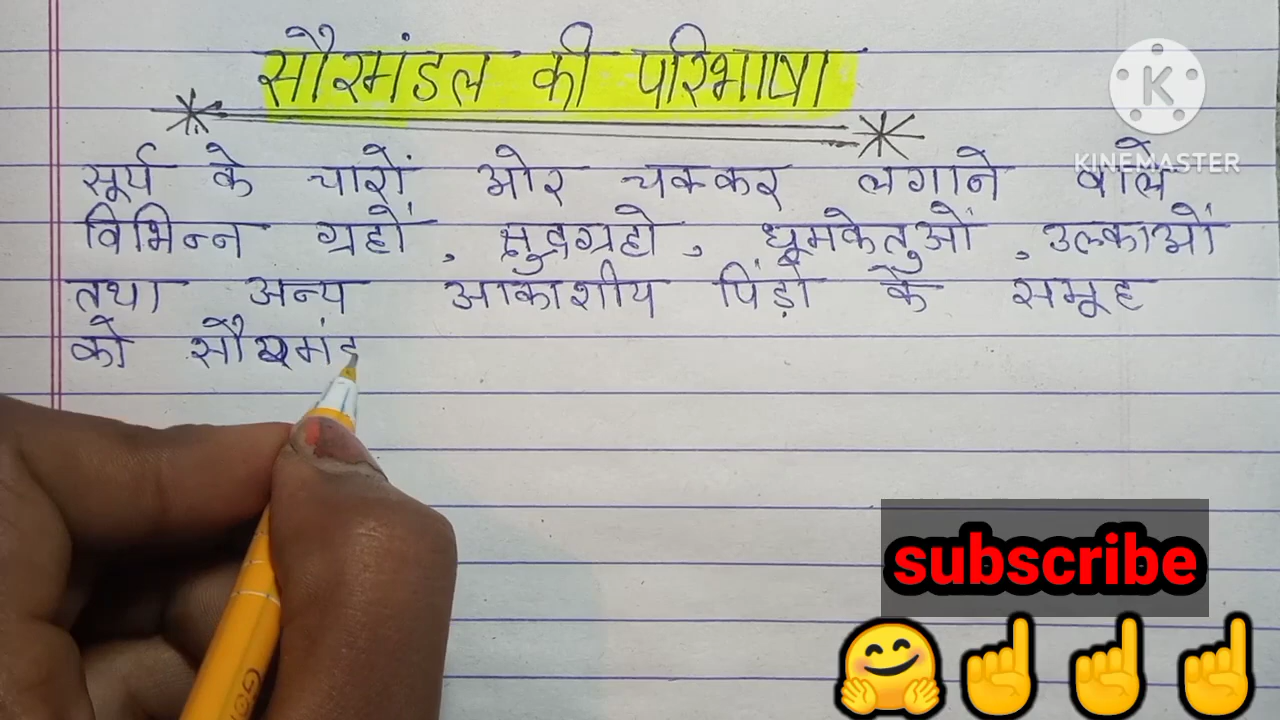 सौरमंडल की परिभाषा
K
KINEMASTER
सूर्य के चारों ओर चक्कर लगाने वाले
विभिन्न ग्रहों, क्षुद्रग्रहो, धूमकेतुओं, उल्काओं
तथा अन्य आकाशीय पिंड़ो के समूह
को सौरमंड
subscribe